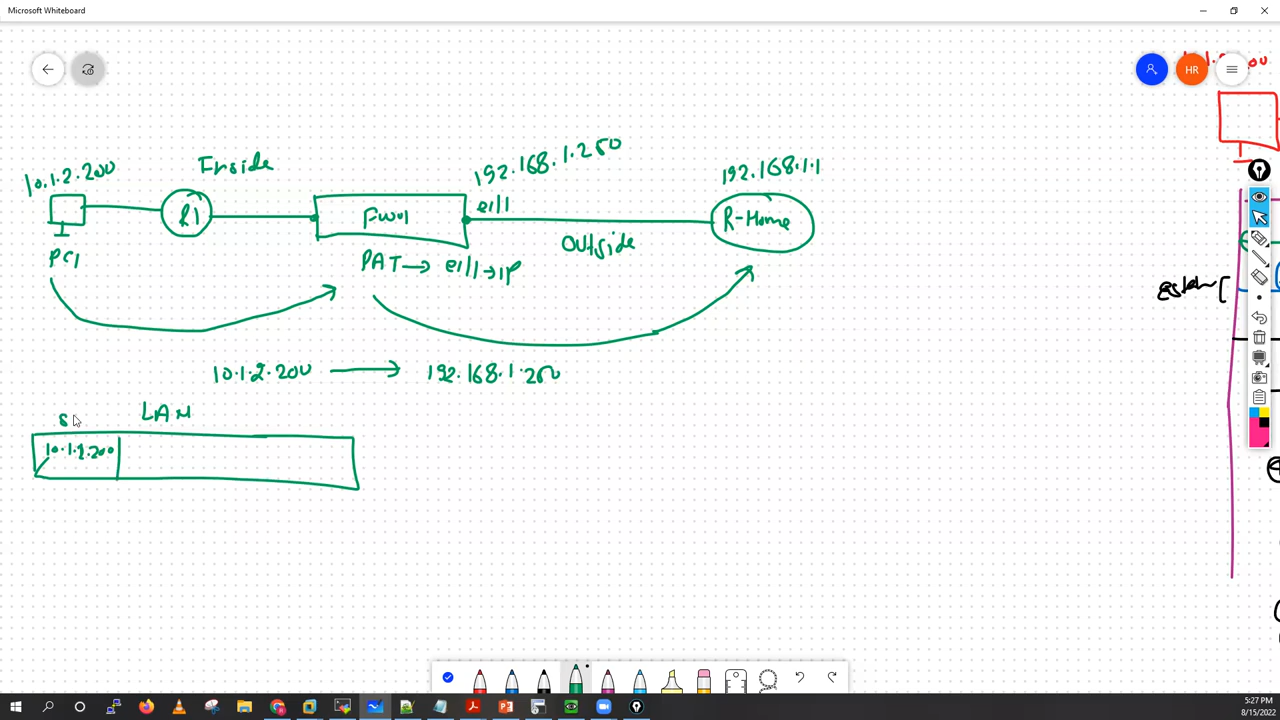 Microsoft Whiteboard
HR
192.168.1.250
192.168.1.1
10.1.2.200
Inside
e1/1
R1
FW01
R-Home
Outside
PC1
PAT → e1/1 → IP
10.1.2.200 → 192.168.1.250
S
LAN
10.1.2.200
5:27 PM
8/15/2022